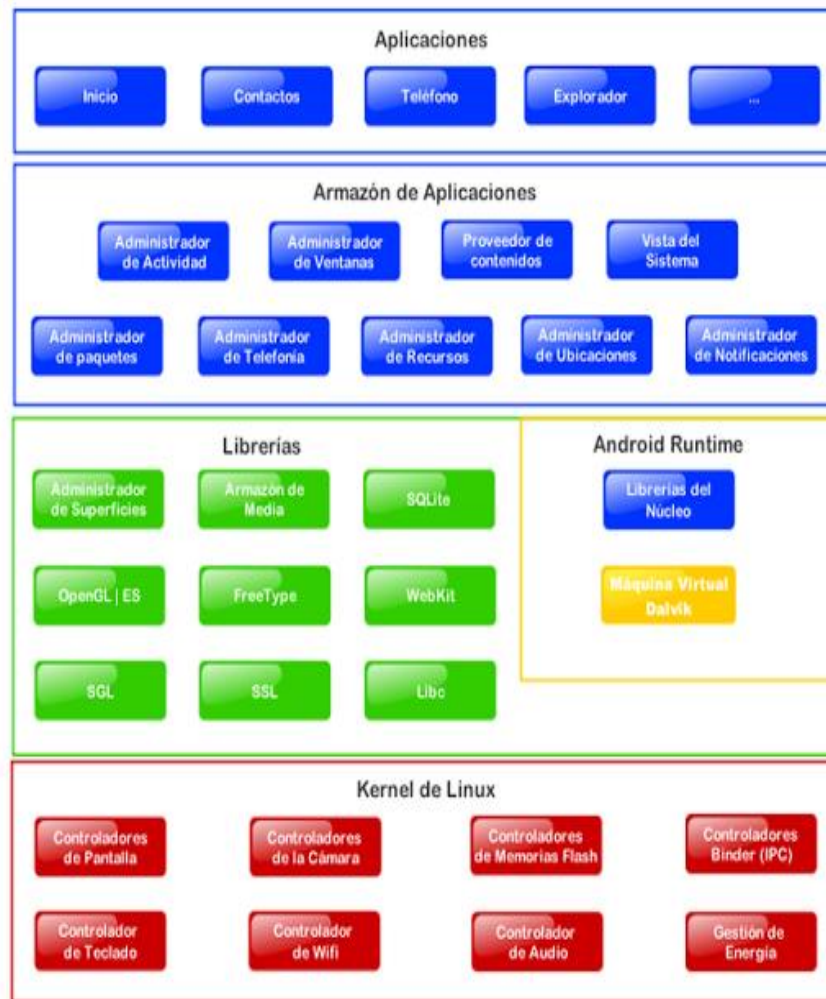 Aplicaciones
Inicio
Contactos
Teléfono
Explorador
...
Armazón de Aplicaciones
Administrador
de Actividad
Administrador
de Ventanas
Proveedor de
contenidos
Vista del
Sistema
Administrador
de paquetes
Administrador
de Telefonía
Administrador
de Recursos
Administrador
de Ubicaciones
Administrador
de Notificaciones
Librerías
Administrador
de Superficies
Armazón de
Media
SQLite
OpenGL | ES
FreeType
WebKit
SGL
SSL
Libc
Android Runtime
Librerías del
Núcleo
Máquina Virtual
Dalvik
Kernel de Linux
Controladores
de Pantalla
Controladores
de la Cámara
Controladores
de Memorias Flash
Controladores
Binder (IPC)
Controlador
de Teclado
Controlador
de Wifi
Controlador
de Audio
Gestión de
Energía